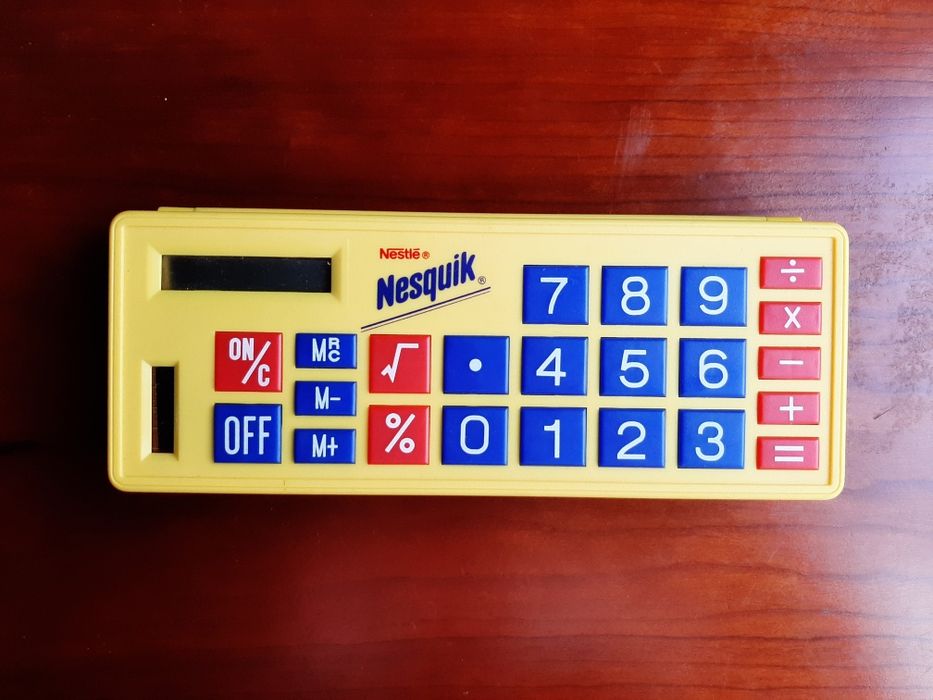 Nestlé®
Nesquik®
7 8 9 ÷
x
ON/C MRC √ • 4 5 6 −
M−
OFF M+ % 0 1 2 3 +
=